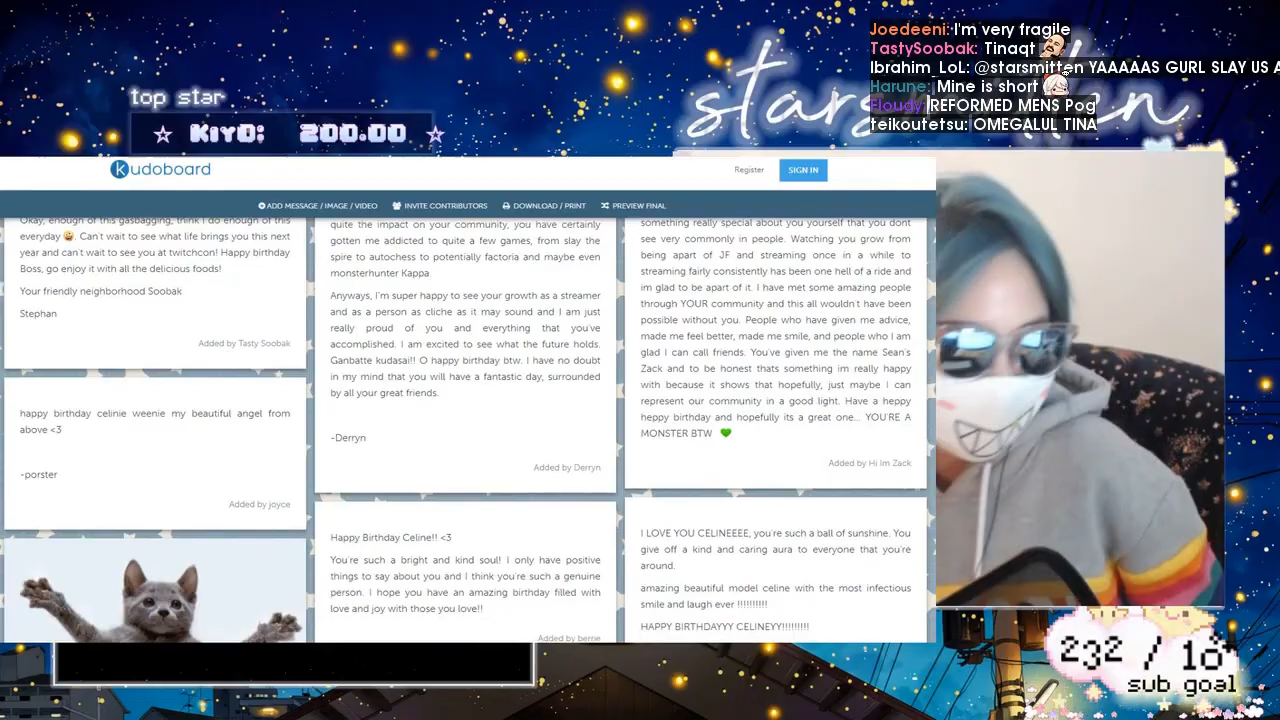 Joedeeni: I'm very fragile
TastySoobak: Tinaqt
Ibrahim_LoL: @starsmitten YAAAAAS GURL SLAY US A
Harune: Mine is short
Floudy: REFORMED MENS Pog
teikoutetsu: OMEGALUL TINA
top star
KIYO: 200.00
kudoboard
Register
SIGN IN
ADD MESSAGE / IMAGE / VIDEO
INVITE CONTRIBUTORS
DOWNLOAD / PRINT
PREVIEW FINAL
Okay, enough of this gasbagging, think I do enough of this
everyday 😀. Can't wait to see what life brings you this next
year and can't wait to see you at twitchcon! Happy birthday
Boss, go enjoy it with all the delicious foods!
Your friendly neighborhood Soobak
Stephan
Added by Tasty Soobak
happy birthday celinie weenie my beautiful angel from
above <3
-porster
Added by joyce
quite the impact on your community, you have certainly
gotten me addicted to quite a few games, from slay the
spire to autochess to potentially factoria and maybe even
monsterhunter Kappa.
Anyways, I'm super happy to see your growth as a streamer
and as a person as cliche as it may sound and I am just
really proud of you and everything that you've
accomplished. I am excited to see what the future holds.
Ganbatte kudasai!! O happy birthday btw. I have no doubt
in my mind that you will have a fantastic day, surrounded
by all your great friends.
-Derryn
Added by Derryn
Happy Birthday Celine!! <3
You're such a bright and kind soul! I only have positive
things to say about you and I think you're such a genuine
person. I hope you have an amazing birthday filled with
love and joy with those you love!!
Added by berrie
something really special about you yourself that you dont
see very commonly in people. Watching you grow from
being apart of JF and streaming once in a while to
streaming fairly consistently has been one hell of a ride and
im glad to be apart of it. I have met some amazing people
through YOUR community and this all wouldn't have been
possible without you. People who have given me advice,
made me feel better, made me smile, and people who I am
glad I can call friends. You've given me the name Sean's
Zack and to be honest thats something im really happy
with because it shows that hopefully, just maybe I can
represent our community in a good light. Have a heppy
heppy birthday and hopefully its a great one... YOU'RE A
MONSTER BTW 💚
Added by Hi Im Zack
I LOVE YOU CELINEEEE, you're such a ball of sunshine. You
give off a kind and caring aura to everyone that you're
around.
amazing beautiful model celine with the most infectious
smile and laugh ever !!!!!!!!!!
HAPPY BIRTHDAYYY CELINEYY!!!!!!!!!
232 / 10
sub goal